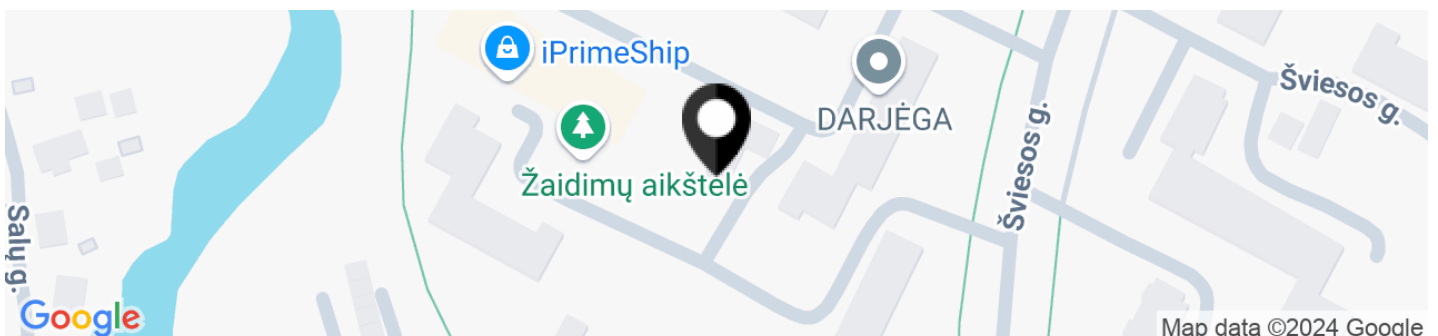 iPrimeShip
DARJĖGA
Žaidimų aikštelė
Šviesos g.
Šviesos g.
Salų g.
Google
Map data ©2024 Google